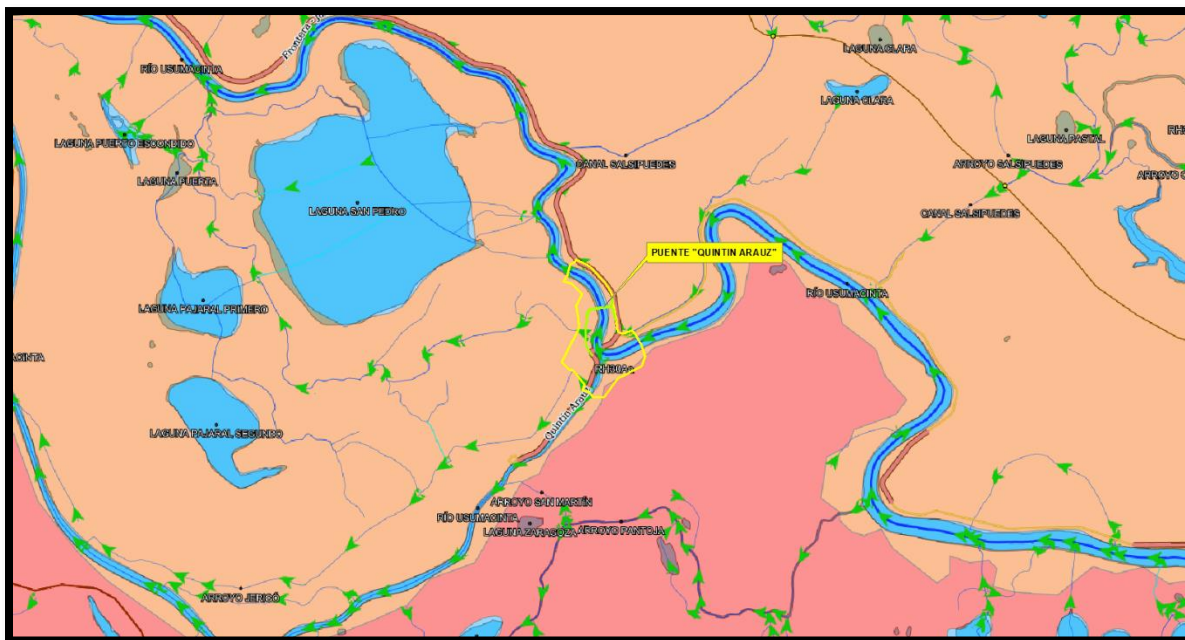 LAGUNA CLARA
RÍO USUMACINTA
LAGUNA CLARA
LAGUNA PUERTO ESCONDIDO
LAGUNA PASTAL
CANAL SALSIPUEDES
ARROYO SALSIPUEDES
LAGUNA PUERTA
LAGUNA SAN PEDRO
CANAL SALSIPUEDES
PUENTE "QUINTIN ARAUZ"
RÍO USUMACINTA
LAGUNA PAJARAL PRIMERO
Quintín Arauz
LAGUNA PAJARAL SEGUNDO
ARROYO SAN MARTÍN
RÍO USUMACINTA
LAGUNA ZARAGOZA
ARROYO PANTOJA
ARROYO JERICÓ